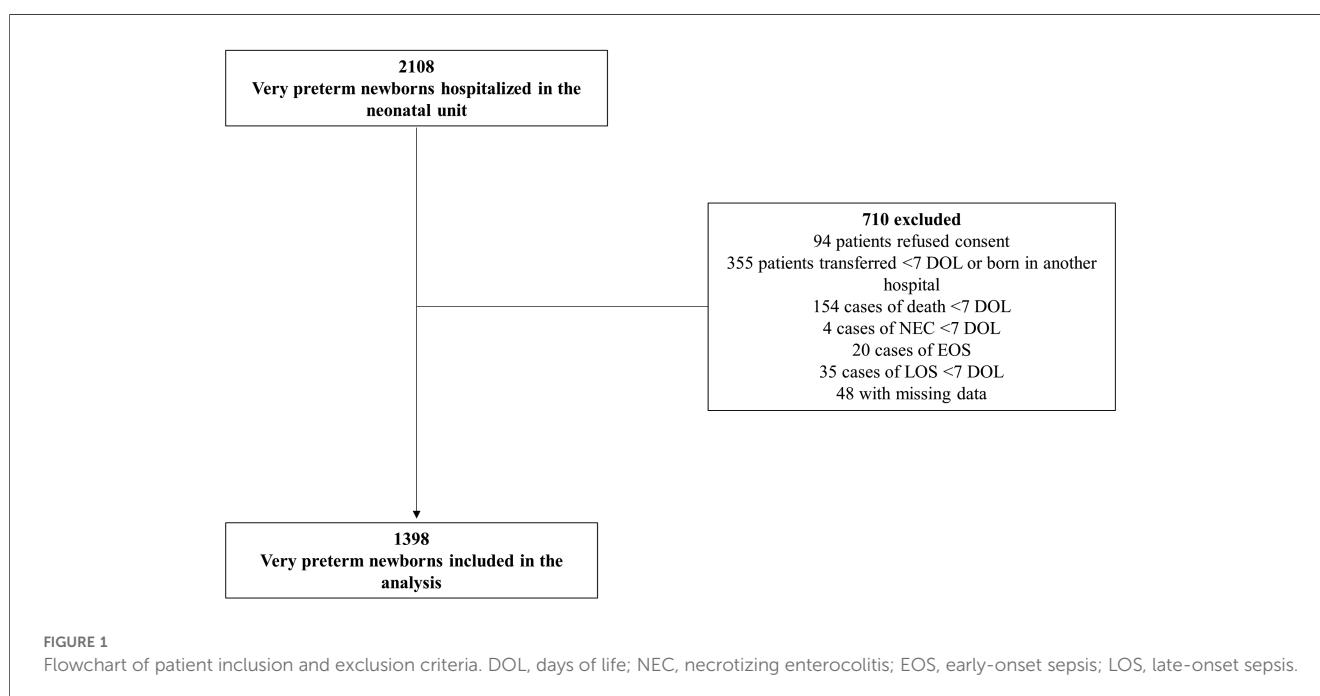 2108
Very preterm newborns hospitalized in the
neonatal unit
710 excluded
94 patients refused consent
355 patients transferred <7 DOL or born in another
hospital
154 cases of death <7 DOL
4 cases of NEC <7 DOL
20 cases of EOS
35 cases of LOS <7 DOL
48 with missing data
1398
Very preterm newborns included in the
analysis
FIGURE 1
Flowchart of patient inclusion and exclusion criteria. DOL, days of life; NEC, necrotizing enterocolitis; EOS, early-onset sepsis; LOS, late-onset sepsis.